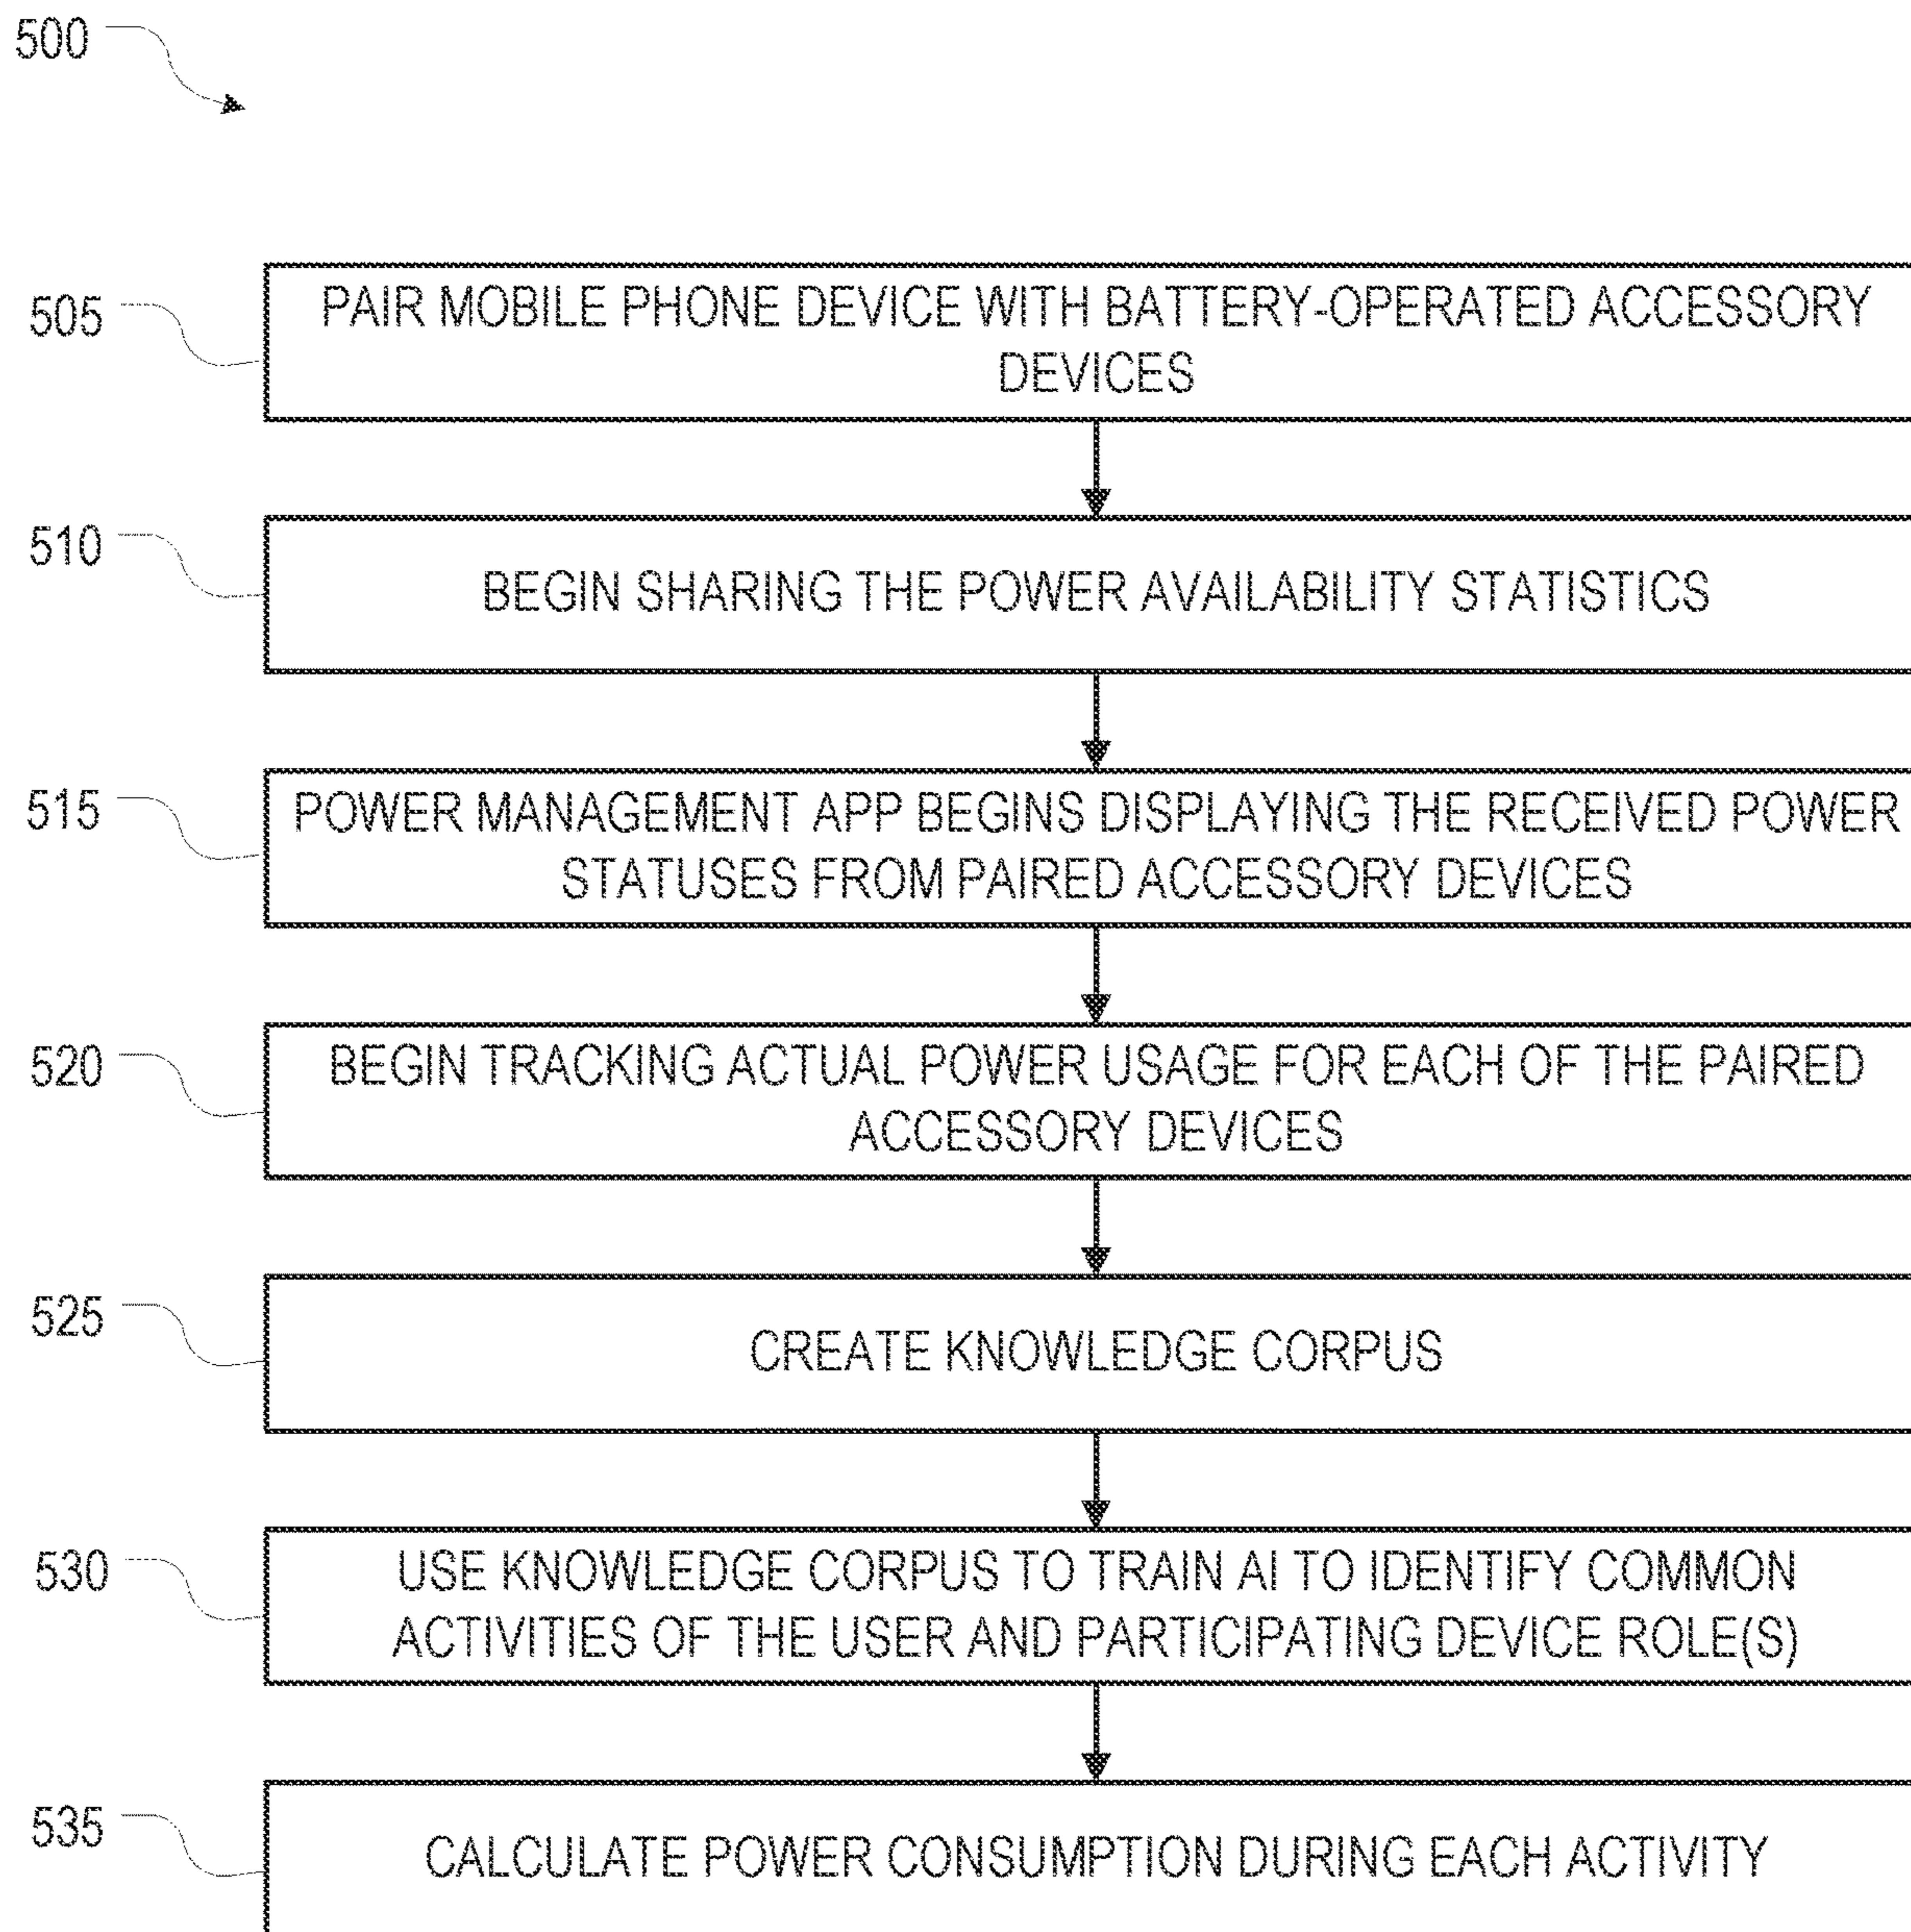 500
505
PAIR MOBILE PHONE DEVICE WITH BATTERY-OPERATED ACCESSORY
DEVICES
510
BEGIN SHARING THE POWER AVAILABILITY STATISTICS
515
POWER MANAGEMENT APP BEGINS DISPLAYING THE RECEIVED POWER
STATUSES FROM PAIRED ACCESSORY DEVICES
520
BEGIN TRACKING ACTUAL POWER USAGE FOR EACH OF THE PAIRED
ACCESSORY DEVICES
525
CREATE KNOWLEDGE CORPUS
530
USE KNOWLEDGE CORPUS TO TRAIN AI TO IDENTIFY COMMON
ACTIVITIES OF THE USER AND PARTICIPATING DEVICE ROLE(S)
535
CALCULATE POWER CONSUMPTION DURING EACH ACTIVITY